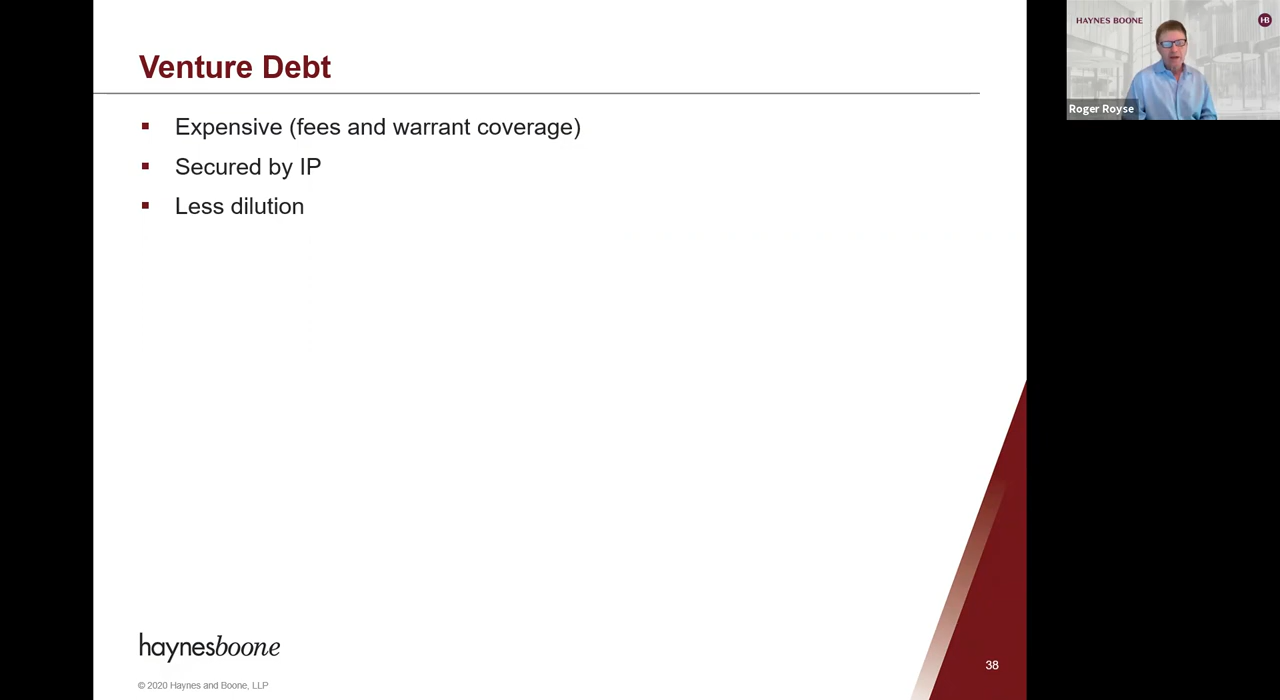 Venture Debt
▪ Expensive (fees and warrant coverage)
▪ Secured by IP
▪ Less dilution
haynesboone
© 2020 Haynes and Boone, LLP
38
HAYNES BOONE
HB
Roger Royse